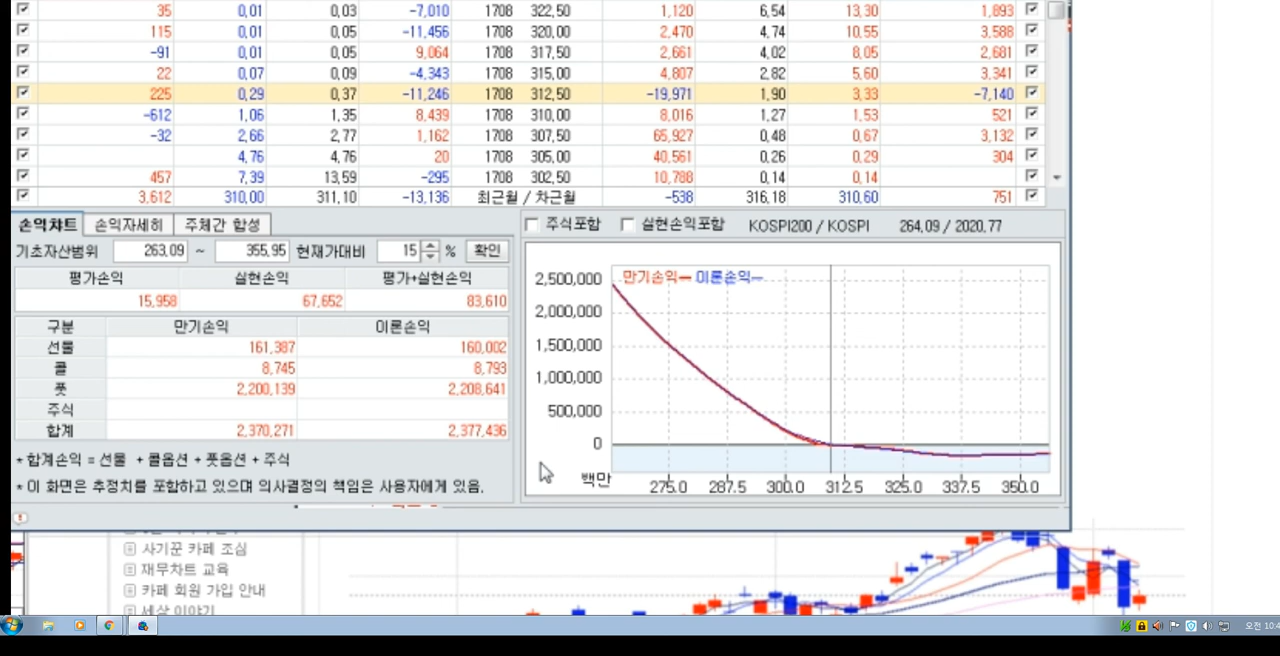 35 0,01 0,03 -7,010 1708 322,50 1,120 6,54 13,30 1,893
115 0,01 0,05 -11,456 1708 320,00 2,470 4,74 10,55 3,588
-91 0,01 0,05 9,064 1708 317,50 2,661 4,02 8,05 2,681
22 0,07 0,09 -4,343 1708 315,00 4,807 2,82 5,60 3,341
225 0,29 0,37 -11,246 1708 312,50 -19,971 1,90 3,33 -7,140
-612 1,06 1,35 8,439 1708 310,00 8,016 1,27 1,53 521
-32 2,66 2,77 1,162 1708 307,50 65,927 0,48 0,67 3,132
4,76 4,76 20 1708 305,00 40,561 0,26 0,29 304
457 7,39 13,59 -295 1708 302,50 10,788 0,14 0,14
3,612 310,00 311,10 -13,136 최근월 / 차근월 -538 316,18 310,60 751
손익챠트 손익자세히 주체간 합성
기초자산범위 263,09 ~ 355,95 현재가대비 15 % 확인
평가손익 실현손익 평가+실현손익
15,958 67,652 83,610
구분 만기손익 이론손익
선물 161,387 160,002
콜 8,745 8,793
풋 2,200,139 2,208,641
주식
합계 2,370,271 2,377,436
* 합계손익 = 선물 + 콜옵션 + 풋옵션 + 주식
* 이 화면은 추정치를 포함하고 있으며 의사결정의 책임은 사용자에게 있음.
주식포함 실현손익포함 KOSPI200 / KOSPI 264,09 / 2020,77
만기손익 이론손익
2,500,000
2,000,000
1,500,000
1,000,000
500,000
0
백만
275.0 287.5 300.0 312.5 325.0 337.5 350.0
사기꾼 카페 조심
재무차트 교육
카페 회원 가입 안내
세상 이야기
오전 10:4